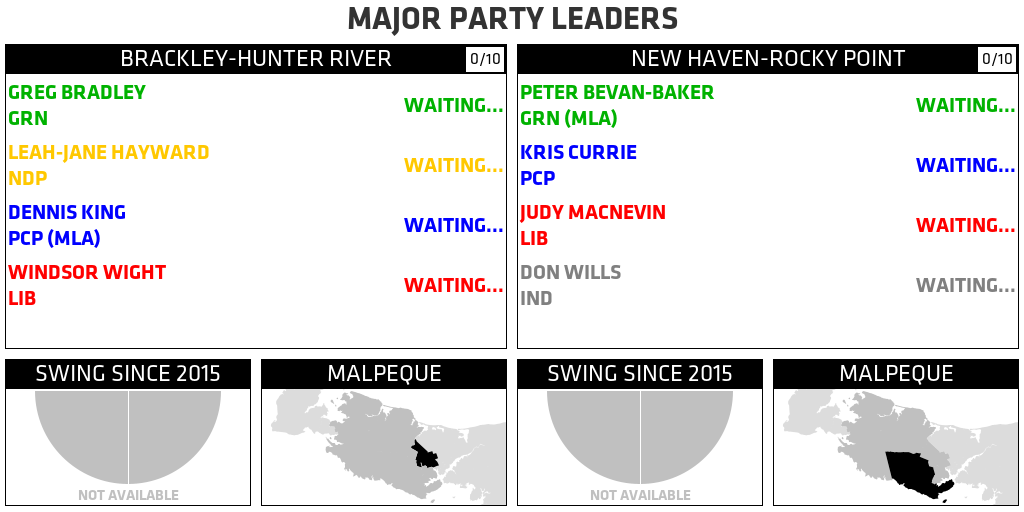 MAJOR PARTY LEADERS
BRACKLEY-HUNTER RIVER 0/10
GREG BRADLEY
GRN
WAITING...
LEAH-JANE HAYWARD
NDP
WAITING...
DENNIS KING
PCP (MLA)
WAITING...
WINDSOR WIGHT
LIB
WAITING...
NEW HAVEN-ROCKY POINT 0/10
PETER BEVAN-BAKER
GRN (MLA)
WAITING...
KRIS CURRIE
PCP
WAITING...
JUDY MACNEVIN
LIB
WAITING...
DON WILLS
IND
WAITING...
SWING SINCE 2015
NOT AVAILABLE
MALPEQUE
SWING SINCE 2015
NOT AVAILABLE
MALPEQUE